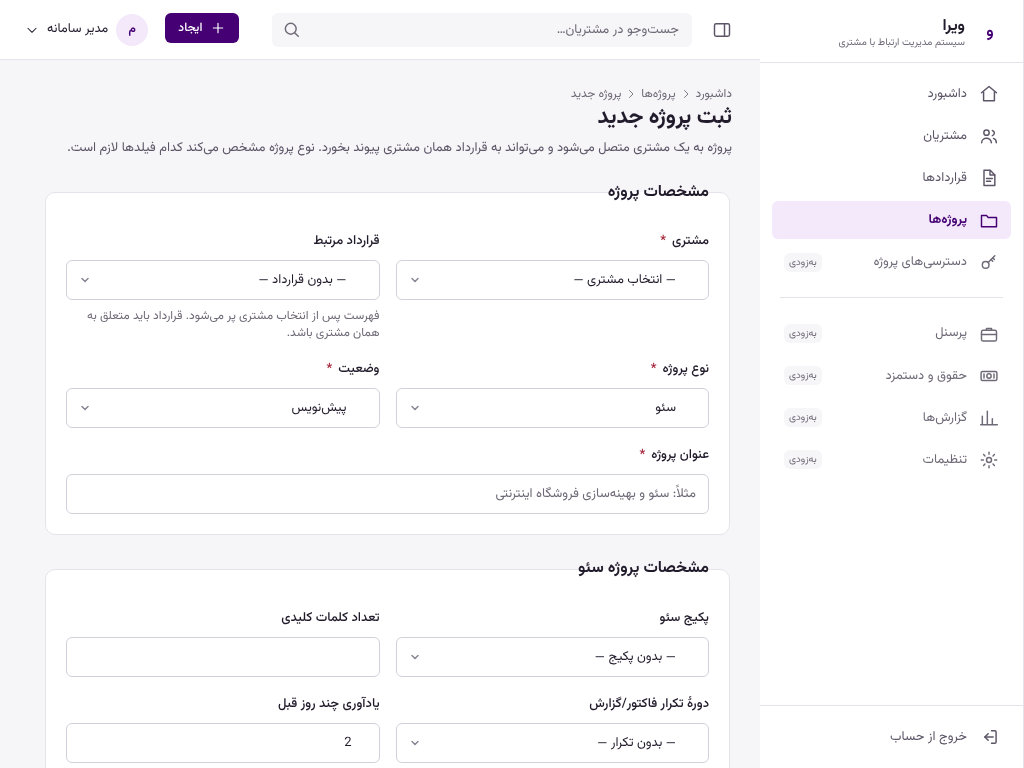 ویرا
سیستم مدیریت ارتباط با مشتری
و
داشبورد
مشتریان
قراردادها
پروژه‌ها
دسترسی‌های پروژه
به‌زودی
پرسنل
به‌زودی
حقوق و دستمزد
به‌زودی
گزارش‌ها
به‌زودی
تنظیمات
به‌زودی
خروج از حساب
جست‌وجو در مشتریان...
ایجاد
م
مدیر سامانه
داشبورد
پروژه‌ها
پروژه جدید
ثبت پروژه جدید
پروژه به یک مشتری متصل می‌شود و می‌تواند به قرارداد همان مشتری پیوند بخورد. نوع پروژه مشخص می‌کند کدام فیلدها لازم است.
مشخصات پروژه
مشتری *
— انتخاب مشتری —
قرارداد مرتبط
— بدون قرارداد —
فهرست پس از انتخاب مشتری پر می‌شود. قرارداد باید متعلق به
همان مشتری باشد.
نوع پروژه *
سئو
وضعیت *
پیش‌نویس
عنوان پروژه *
مثلاً: سئو و بهینه‌سازی فروشگاه اینترنتی
مشخصات پروژه سئو
پکیج سئو
— بدون پکیج —
تعداد کلمات کلیدی
دورهٔ تکرار فاکتور/گزارش
— بدون تکرار —
یادآوری چند روز قبل
2